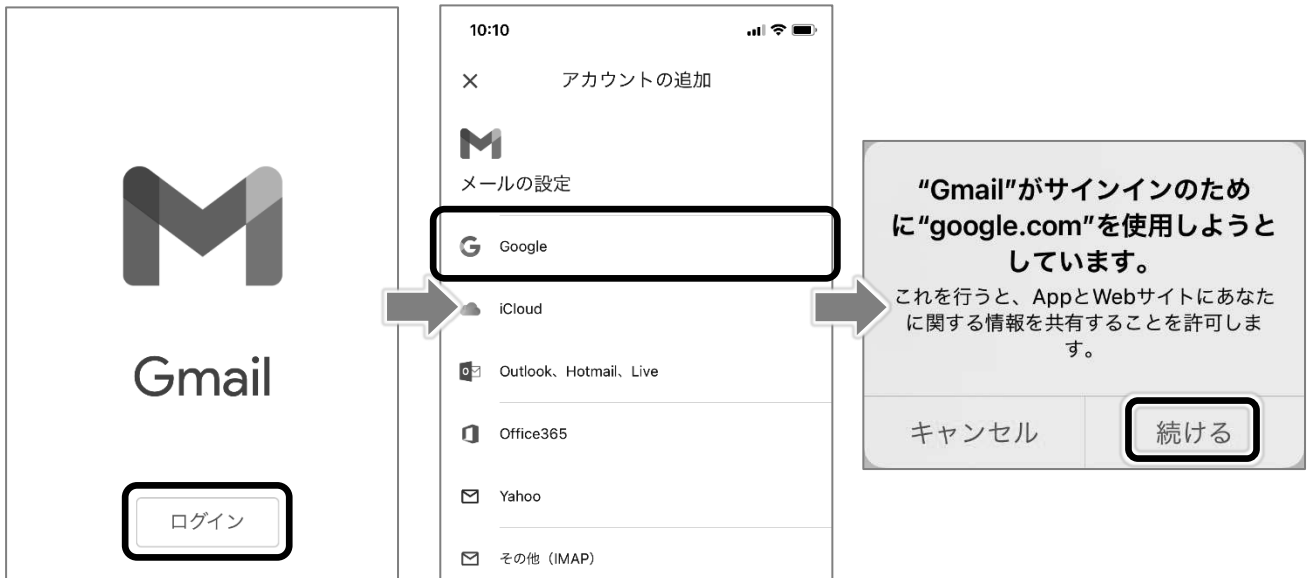 Gmail
ログイン
10:10
アカウントの追加
メールの設定
Google
iCloud
Outlook、Hotmail、Live
Office365
Yahoo
その他（IMAP）
“Gmail”がサインインのため
に“google.com”を使用しようと
しています。
これを行うと、AppとWebサイトにあなた
に関する情報を共有することを許可しま
す。
キャンセル
続ける